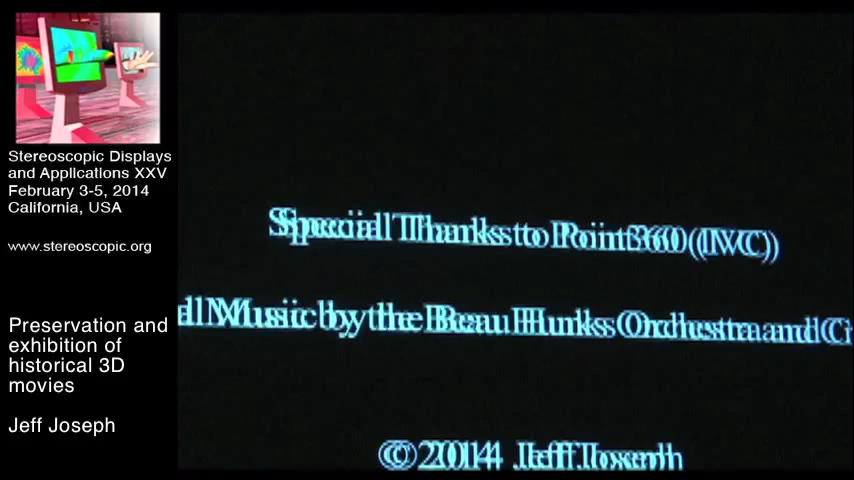 Stereoscopic Displays
and Applications XXV
February 3-5, 2014
California, USA
www.stereoscopic.org
Preservation and
exhibition of
historical 3D
movies
Jeff Joseph
Special Thanks to Point360 (IVC)
Music by the Beau Hunks Orchestra and
© 2014 Jeff Joseph